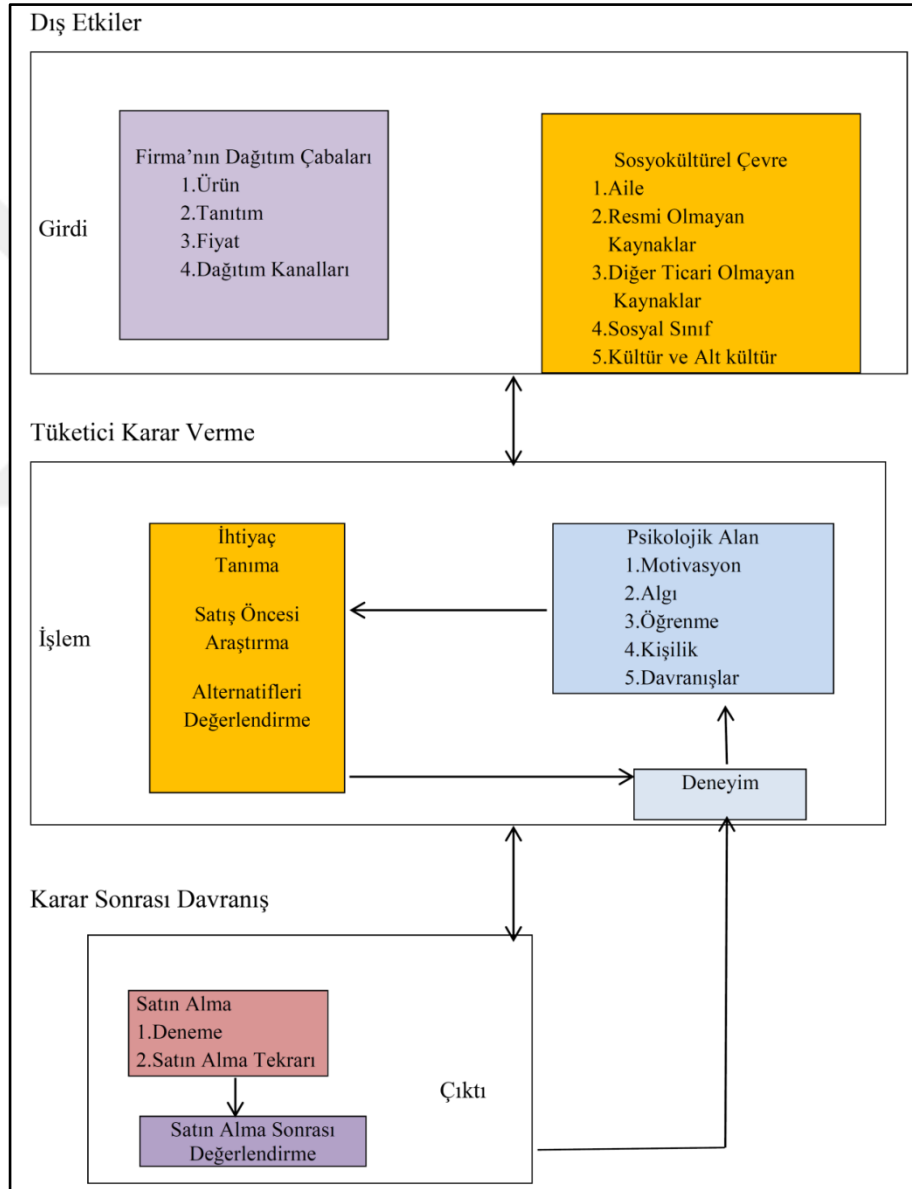 Dış Etkiler
Firma’nın Dağıtım Çabaları
1.Ürün
2.Tanıtım
3.Fiyat
4.Dağıtım Kanalları
Girdi
Sosyokültürel Çevre
1.Aile
2.Resmi Olmayan
Kaynaklar
3.Diğer Ticari Olmayan
Kaynaklar
4.Sosyal Sınıf
5.Kültür ve Alt kültür
Tüketici Karar Verme
İşlem
İhtiyaç
Tanıma
Satış Öncesi
Araştırma
Alternatifleri
Değerlendirme
Psikolojik Alan
1.Motivasyon
2.Algı
3.Öğrenme
4.Kişilik
5.Davranışlar
Deneyim
Karar Sonrası Davranış
Satın Alma
1.Deneme
2.Satın Alma Tekrarı
Çıktı
Satın Alma Sonrası
Değerlendirme